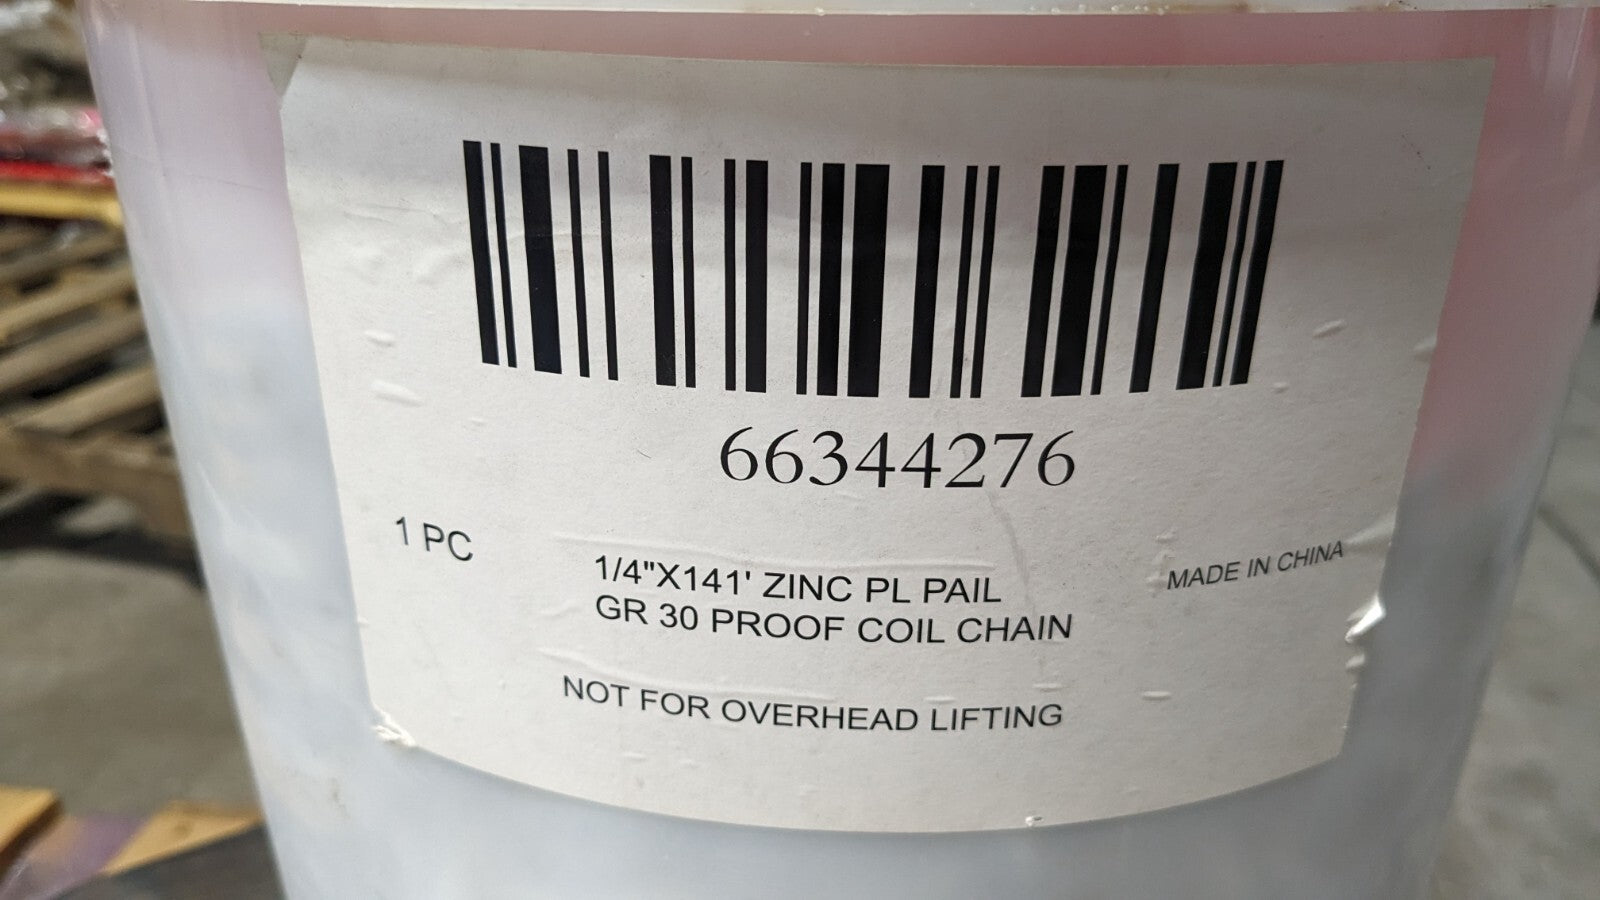 66344276
1 PC
1/4"X141' ZINC PL PAIL
GR 30 PROOF COIL CHAIN
MADE IN CHINA
NOT FOR OVERHEAD LIFTING